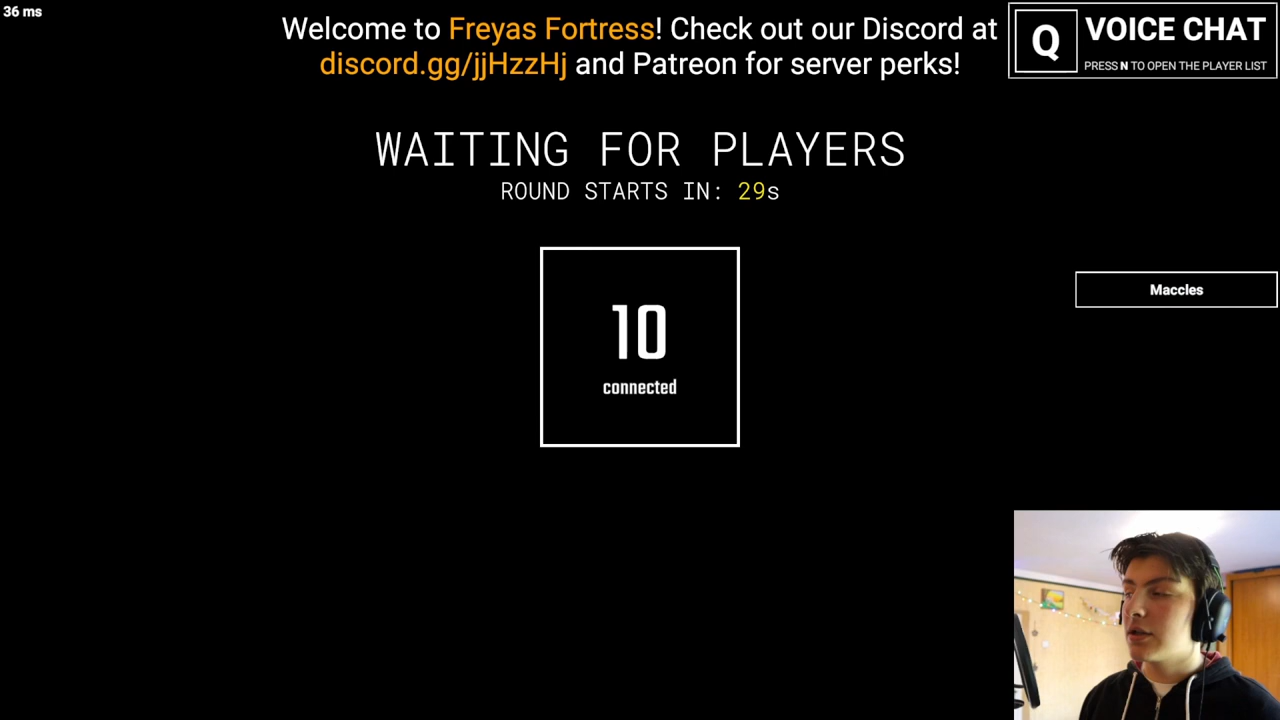 36 ms
Welcome to Freyas Fortress! Check out our Discord at
discord.gg/jjHzzHj and Patreon for server perks!
Q
VOICE CHAT
PRESS N TO OPEN THE PLAYER LIST
WAITING FOR PLAYERS
ROUND STARTS IN: 29s
10
connected
Maccles